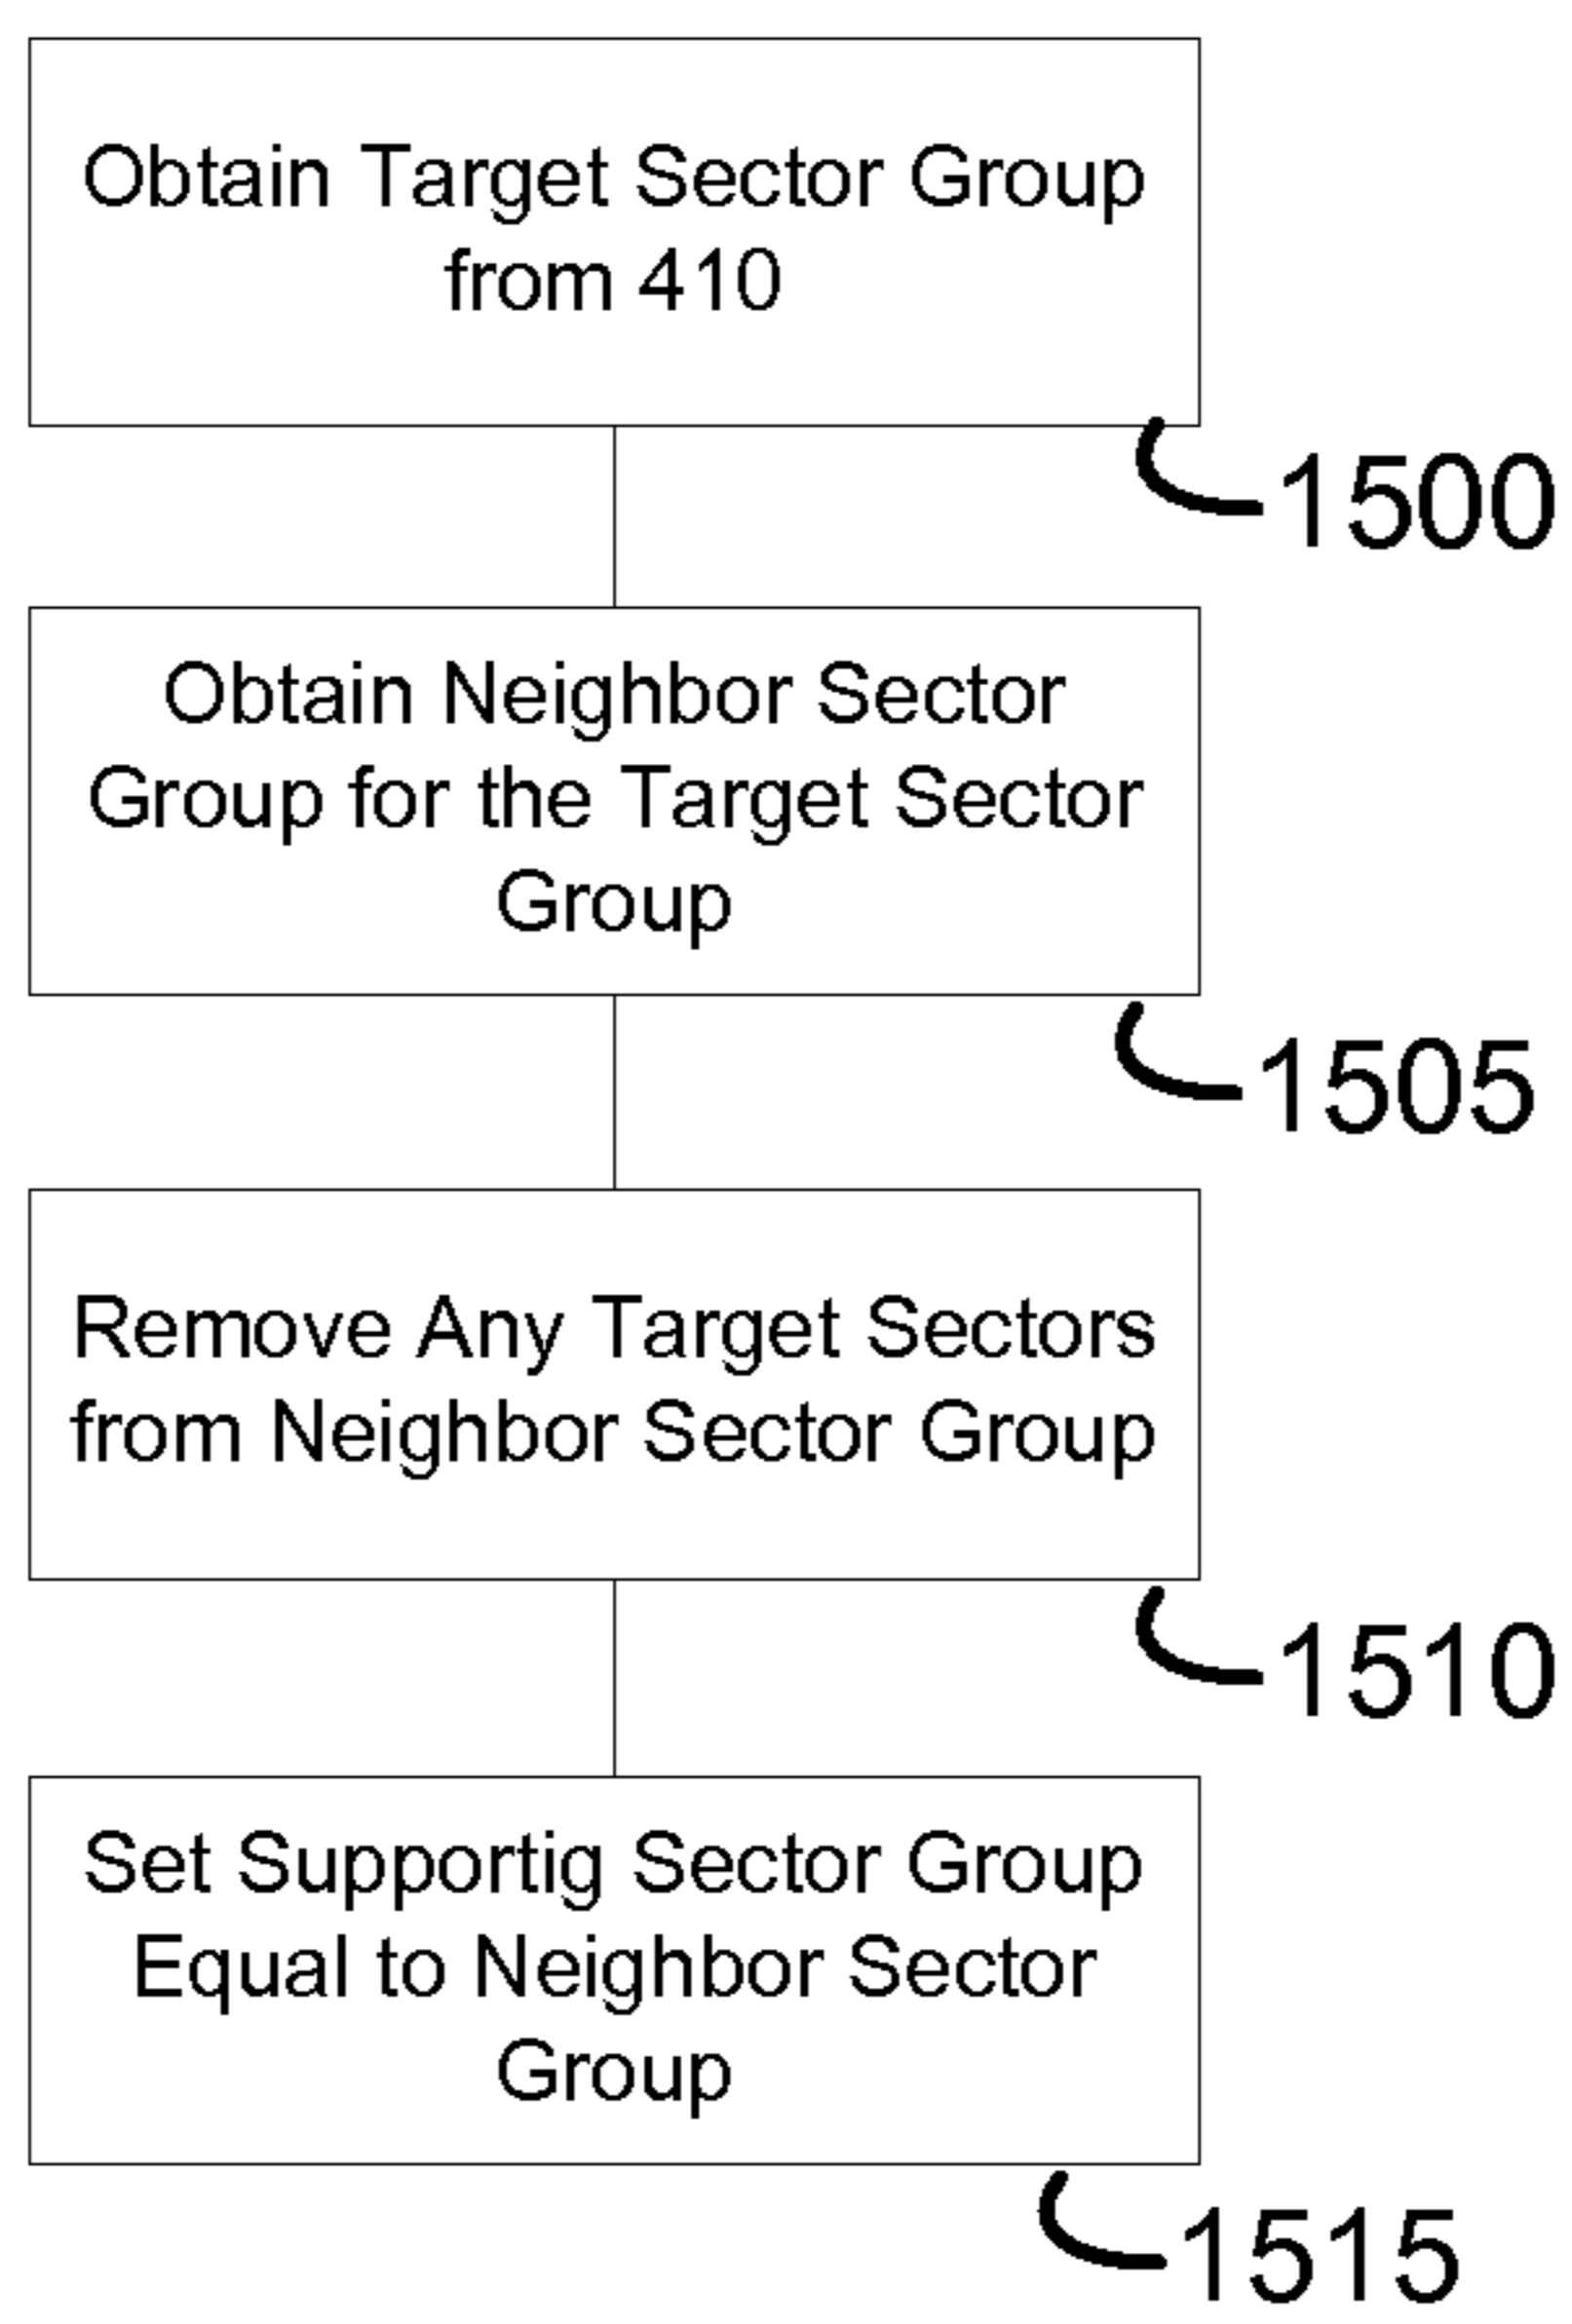 Obtain Target Sector Group
from 410
1500
Obtain Neighbor Sector
Group for the Target Sector
Group
1505
Remove Any Target Sectors
from Neighbor Sector Group
1510
Set Supportig Sector Group
Equal to Neighbor Sector
Group
1515